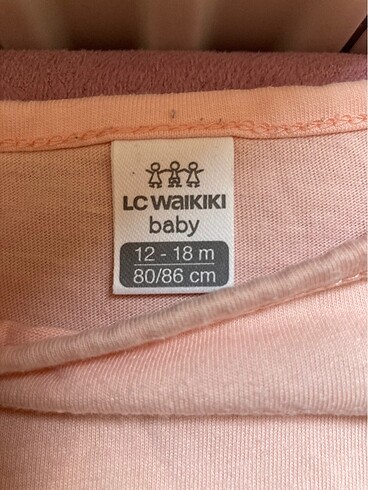 LC WAIKIKI
baby
12 - 18 m
80/86 cm